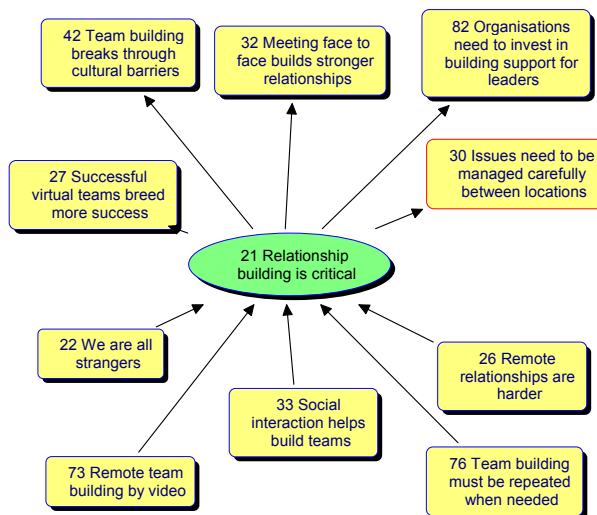 42 Team building
breaks through
cultural barriers
32 Meeting face to
face builds stronger
relationships
82 Organisations
need to invest in
building support for
leaders
27 Successful
virtual teams breed
more success
30 Issues need to be
managed carefully
between locations
21 Relationship
building is critical
22 We are all
strangers
26 Remote
relationships are
harder
33 Social
interaction helps
build teams
73 Remote team
building by video
76 Team building
must be repeated
when needed